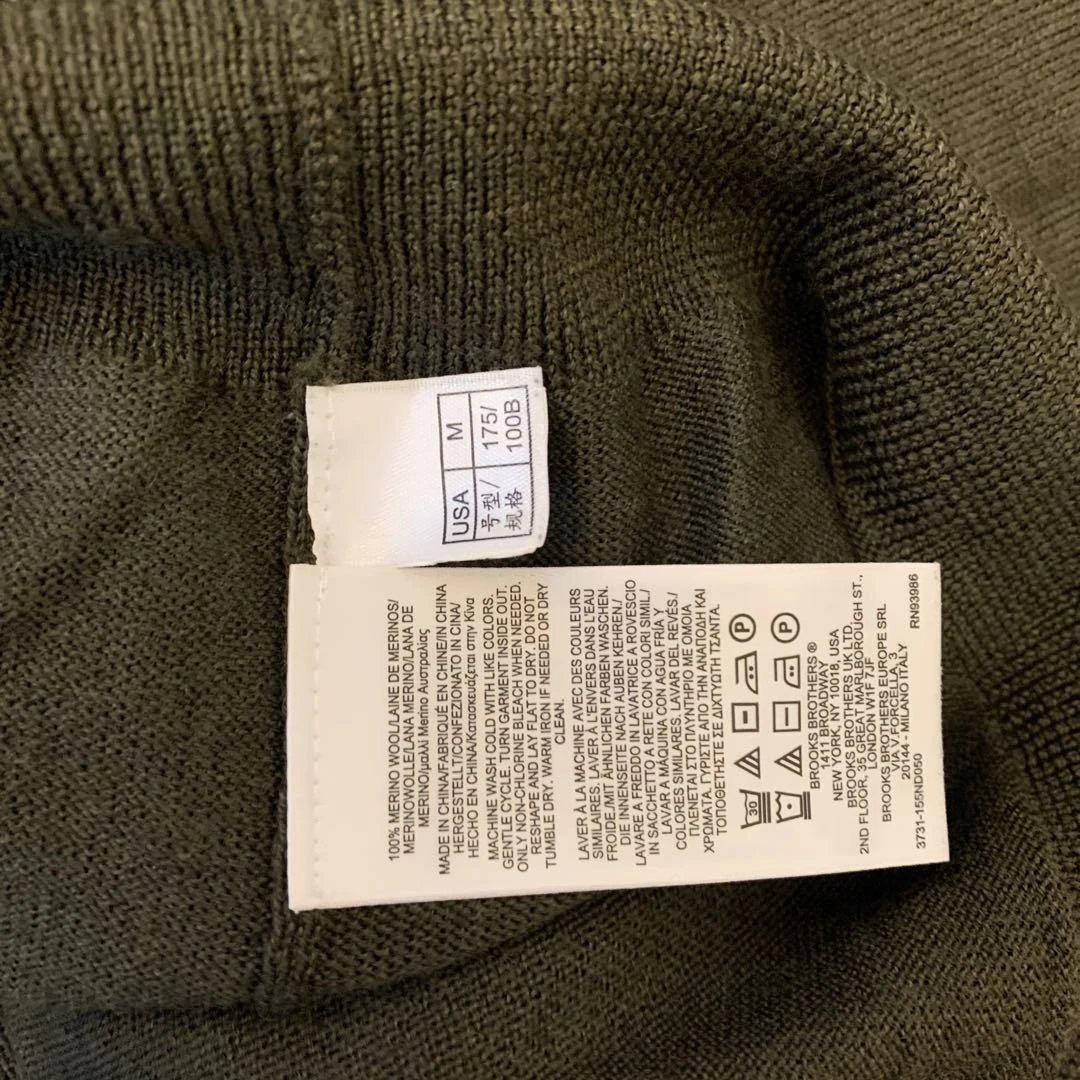 USA M
号型/ 175/
规格 100B
100% MERINO WOOL/LAINE DE MERINOS/
MERINOWOLLE/LANA MERINO/LANA DE
MERINO/μαλλί Merino Αυστραλίας
MADE IN CHINA/FABRIQUÉ EN CHINE/IN CHINA
HERGESTELLT/CONFEZIONATO IN CINA/
HECHO EN CHINA/Κατασκευάζεται στην Κίνα
MACHINE WASH COLD WITH LIKE COLORS.
GENTLE CYCLE. TURN GARMENT INSIDE OUT.
ONLY NON-CHLORINE BLEACH WHEN NEEDED.
RESHAPE AND LAY FLAT TO DRY. DO NOT
TUMBLE DRY. WARM IRON IF NEEDED OR DRY
CLEAN.
LAVER À LA MACHINE AVEC DES COULEURS
SIMILAIRES. LAVER À L'ENVERS DANS L'EAU
FROIDE./MIT ÄHNLICHEN FARBEN WASCHEN.
DIE INNENSEITE NACH AUBEN KEHREN/
LAVARE A FREDDO IN LAVATRICE A ROVESCIO
IN SACCHETTO A RETE CON COLORI SIMIL/
LAVAR A MÁQUINA CON AGUA FRÍA Y
COLORES SIMILARES. LAVAR DEL REVÉS./
ΠΛΕΝΕΤΑΙ ΣΤΟ ΠΛΥΝΤΗΡΙΟ ΜΕ ΟΜΟΙΑ
ΧΡΩΜΑΤΑ. ΓΥΡΙΣΤΕ ΑΠΟ ΤΗΝ ΑΝΑΠΟΔΗ ΚΑΙ
ΤΟΠΟΘΕΤΗΣΤΕ ΣΕ ΔΙΧΤΥΩΤΗ ΤΣΑΝΤΑ.
30 P
P
BROOKS BROTHERS®
1411 BROADWAY
NEW YORK, NY 10018, USA
BROOKS BROTHERS UK LTD.
2ND FLOOR, 35 GREAT MARLBOROUGH ST.,
LONDON W1F 7JF
BROOKS BROTHERS EUROPE SRL
VIA V.FORCELLA, 3
20144 - MILANO ITALY
3731-155ND050 RN93986